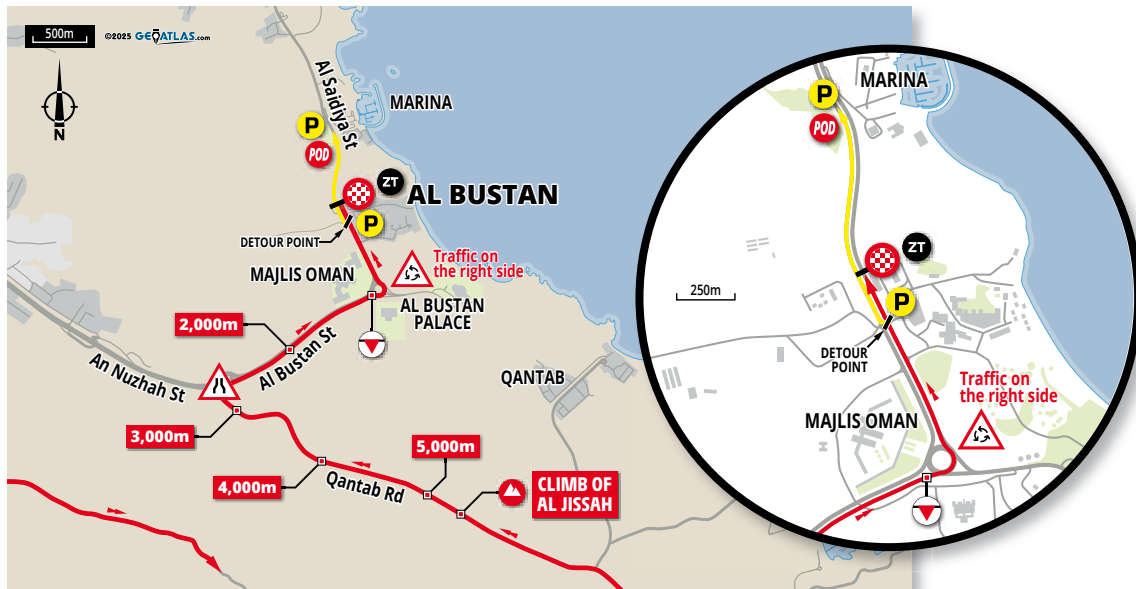 500m
©2025 GEOATLAS.com
N
Al Saidiya St
MARINA
P
POD
ZT
AL BUSTAN
P
DETOUR POINT
MAJLIS OMAN
Traffic on
the right side
AL BUSTAN
PALACE
2,000m
Al Bustan St
An Nuzhah St
QANTAB
3,000m
5,000m
4,000m
Qantab Rd
CLIMB OF
AL JISSAH
MARINA
P
POD
ZT
250m
P
DETOUR
POINT
Traffic on
the right side
MAJLIS OMAN